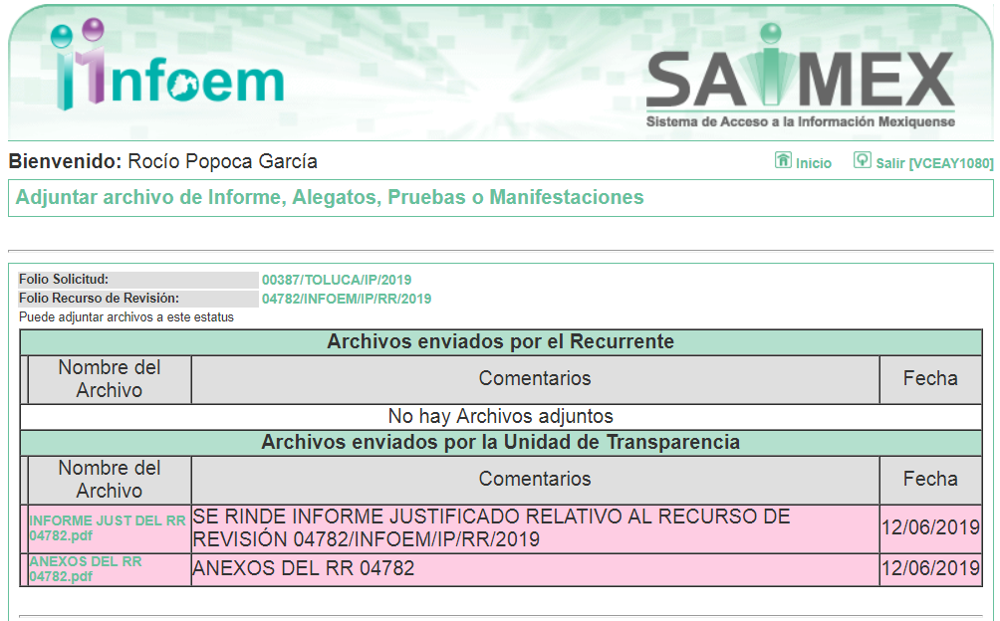 infoem
SAIMEX
Sistema de Acceso a la Información Mexiquense
Bienvenido: Rocío Popoca García
Inicio
Salir [VCEAY1080]
Adjuntar archivo de Informe, Alegatos, Pruebas o Manifestaciones
Folio Solicitud: 00387/TOLUCA/IP/2019
Folio Recurso de Revisión: 04782/INFOEM/IP/RR/2019
Puede adjuntar archivos a este estatus
Archivos enviados por el Recurrente
Nombre del
Archivo
Comentarios
Fecha
No hay Archivos adjuntos
Archivos enviados por la Unidad de Transparencia
Nombre del
Archivo
Comentarios
Fecha
INFORME JUST DEL RR
04782.pdf
SE RINDE INFORME JUSTIFICADO RELATIVO AL RECURSO DE
REVISIÓN 04782/INFOEM/IP/RR/2019
12/06/2019
ANEXOS DEL RR
04782.pdf
ANEXOS DEL RR 04782
12/06/2019